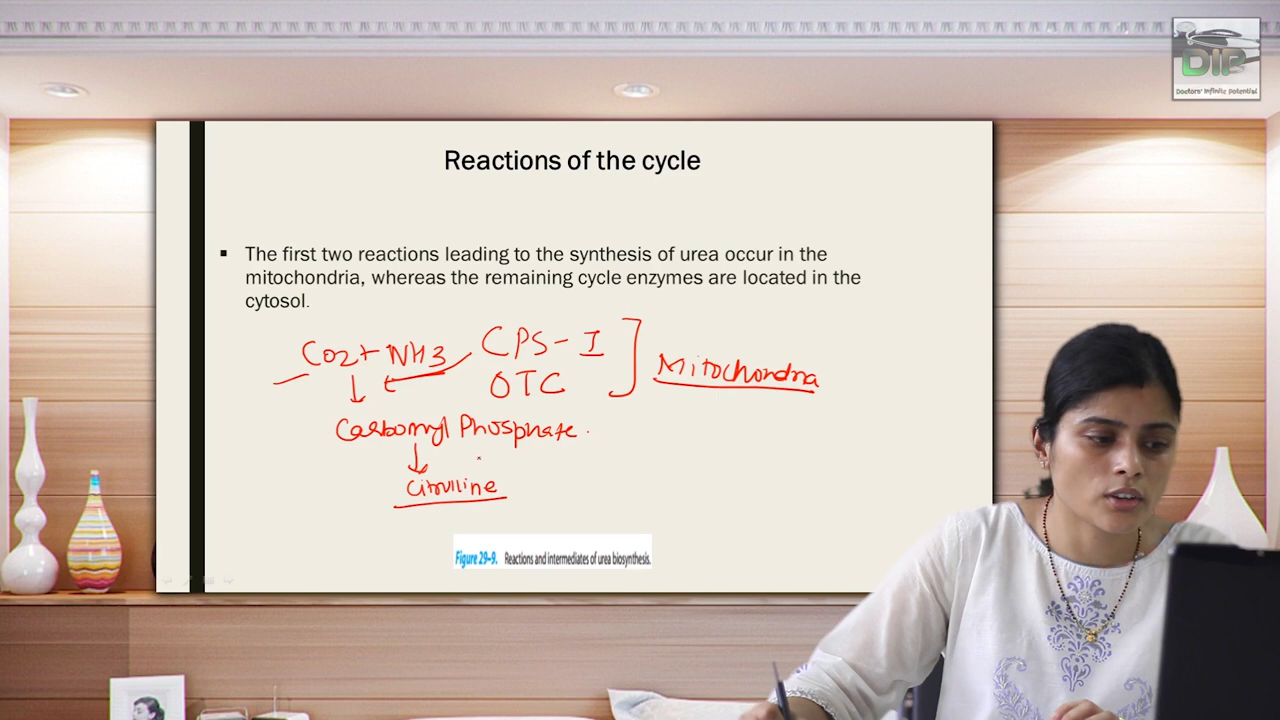 DIP
Doctors' Infinite Potential
Reactions of the cycle
▪ The first two reactions leading to the synthesis of urea occur in the
mitochondria, whereas the remaining cycle enzymes are located in the
cytosol.
CO2 + NH3
CPS-I
OTC
Mitochondria
Carbomyl Phosphate.
Citrulline
Figure 29-9. Reactions and intermediates of urea biosynthesis.